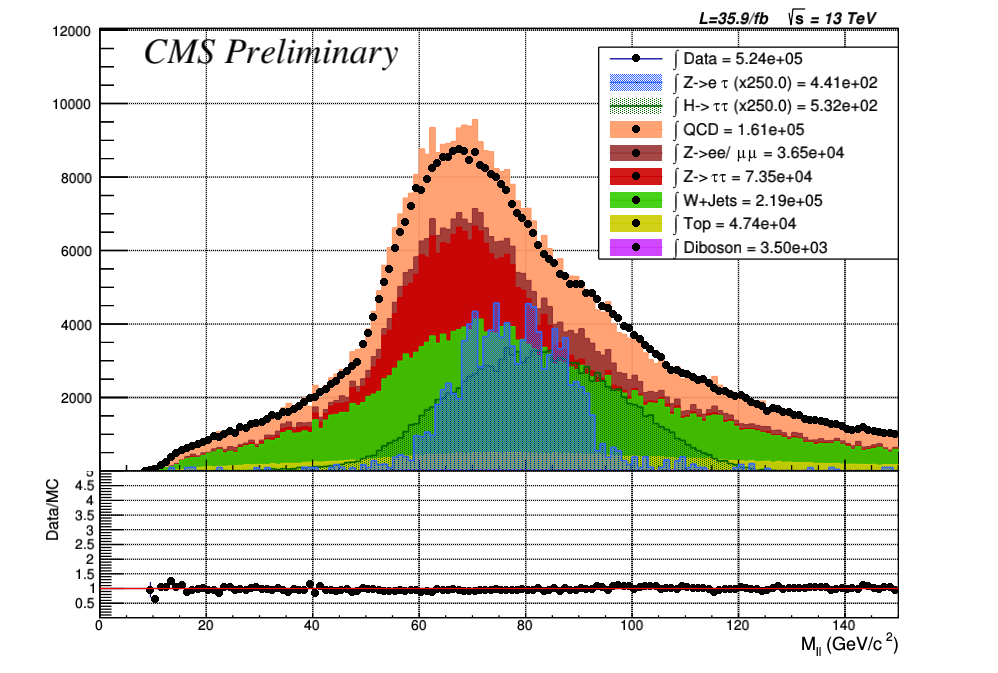 L=35.9/fb √s = 13 TeV
CMS Preliminary
∫ Data = 5.24e+05
∫ Z->e τ (x250.0) = 4.41e+02
∫ H-> ττ (x250.0) = 5.32e+02
∫ QCD = 1.61e+05
∫ Z->ee/ μμ = 3.65e+04
∫ Z-> ττ = 7.35e+04
∫ W+Jets = 2.19e+05
∫ Top = 4.74e+04
∫ Diboson = 3.50e+03
12000
10000
8000
6000
4000
2000
Data/MC
4.5
4
3.5
3
2.5
2
1.5
1
0.5
0 20 40 60 80 100 120 140
M_ll (GeV/c²)